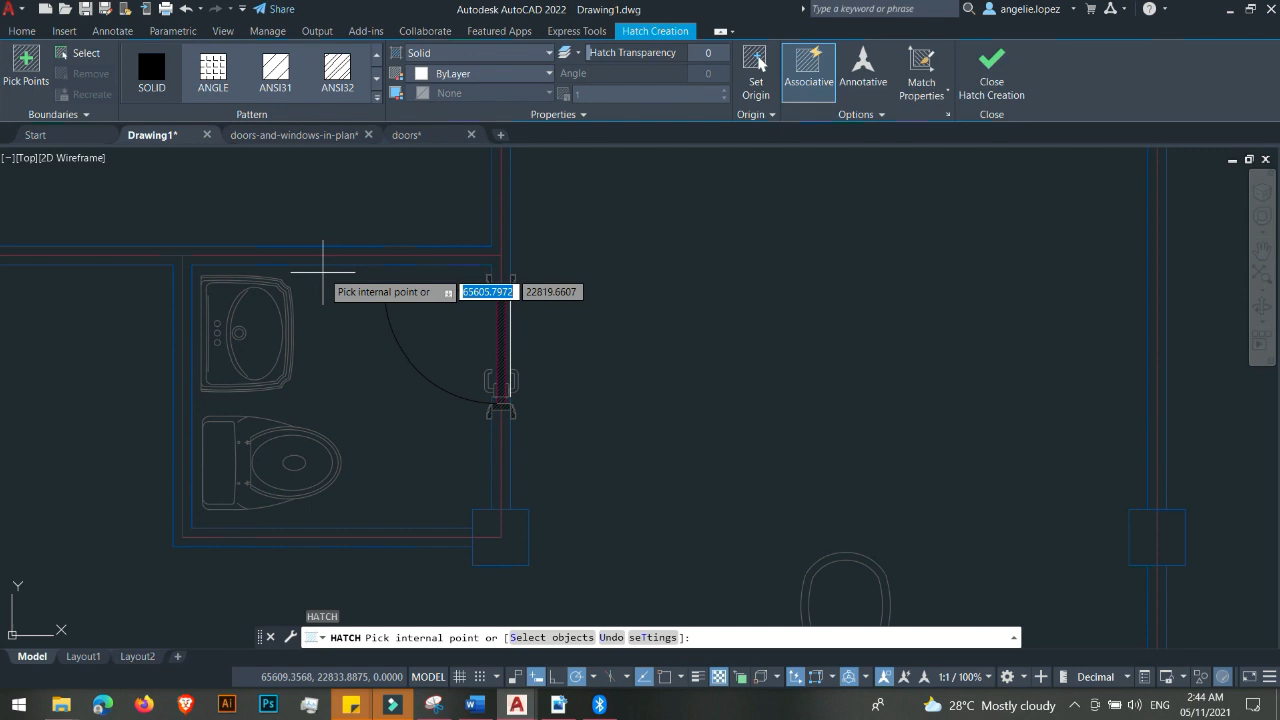 Share
Autodesk AutoCAD 2022 Drawing1.dwg
Type a keyword or phrase
angelie.lopez
Home Insert Annotate Parametric View Manage Output Add-ins Collaborate Featured Apps Express Tools Hatch Creation
Pick Points
Select
Remove
Recreate
SOLID
ANGLE
ANSI31
ANSI32
Solid
ByLayer
None
Hatch Transparency 0
Angle 0
1
Set Origin
Associative
Annotative
Match Properties
Close Hatch Creation
Boundaries Pattern Properties Origin Options Close
Start Drawing1* doors-and-windows-in-plan* doors*
[−][Top][2D Wireframe]
Pick internal point or 65605.7972 22819.6607
Y
X
HATCH
HATCH Pick internal point or [Select objects Undo seTtings]:
Model Layout1 Layout2
65609.3568, 22833.8875, 0.0000 MODEL 1:1 / 100% Decimal
28°C Mostly cloudy
ENG
2:44 AM
05/11/2021